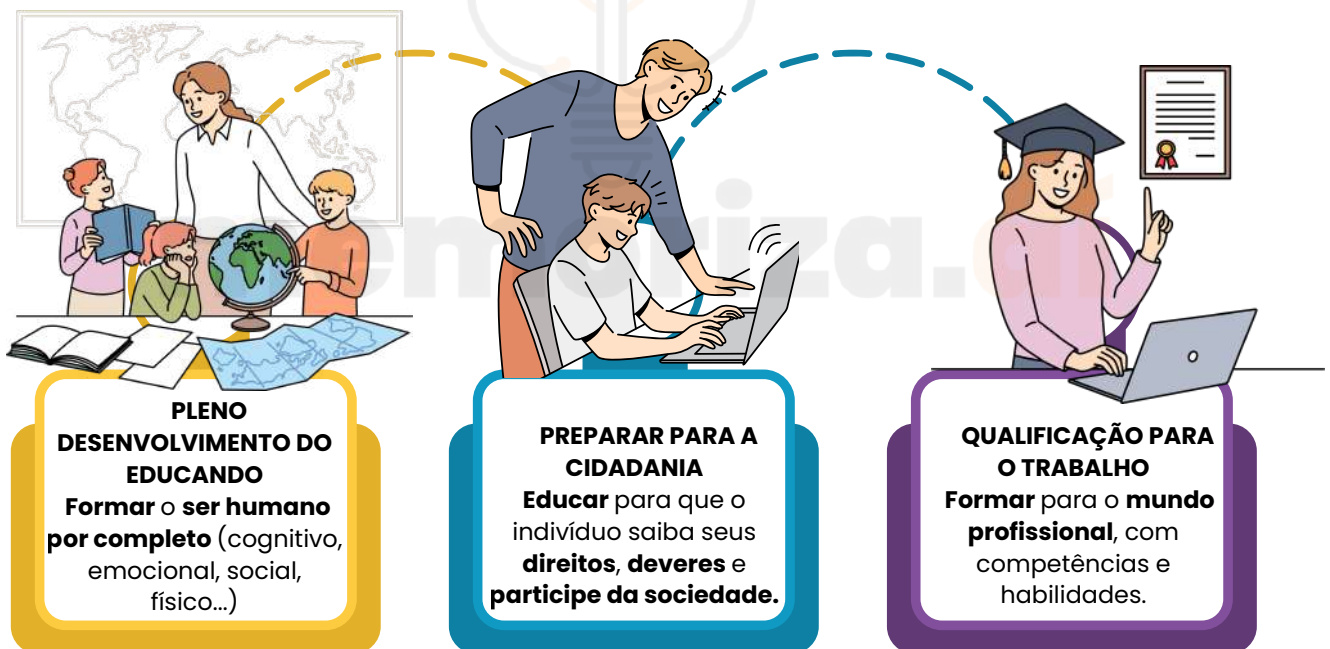 PLENO
DESENVOLVIMENTO DO
EDUCANDO
Formar o ser humano
por completo (cognitivo,
emocional, social,
físico...)
PREPARAR PARA A
CIDADANIA
Educar para que o
indivíduo saiba seus
direitos, deveres e
participe da sociedade.
QUALIFICAÇÃO PARA
O TRABALHO
Formar para o mundo
profissional, com
competências e
habilidades.